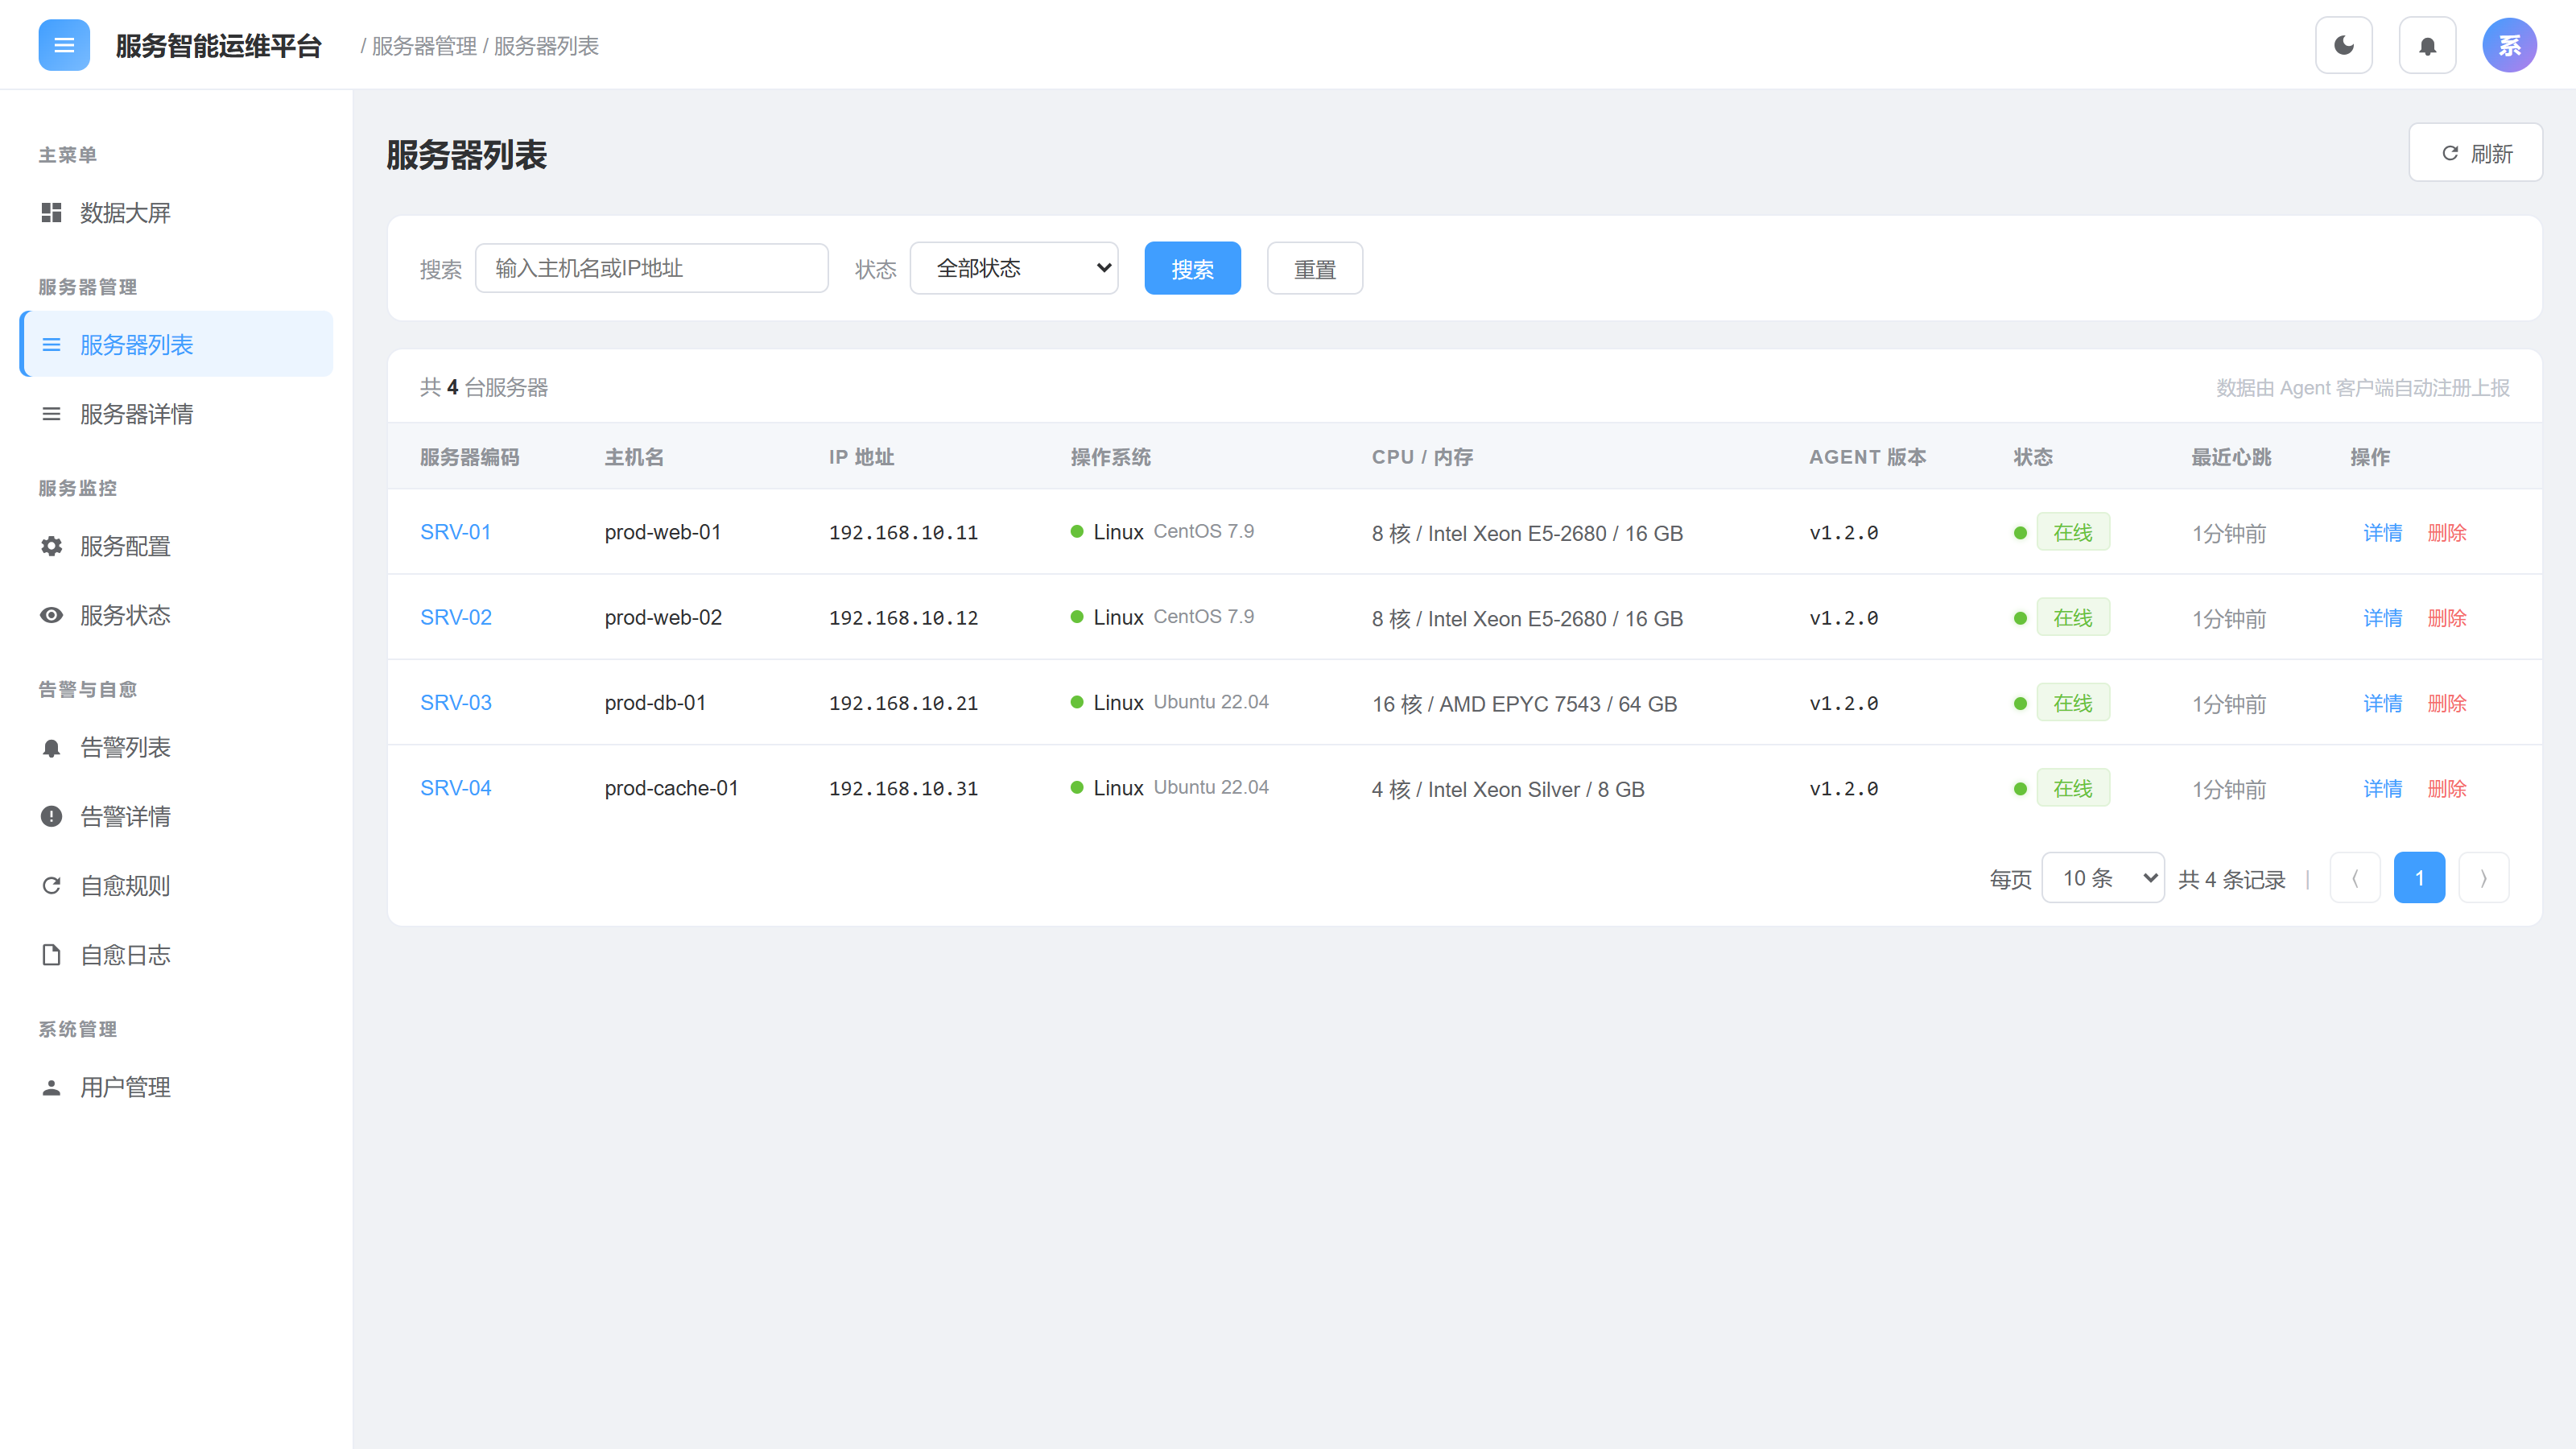 服务智能运维平台 / 服务器管理 / 服务器列表 系
主菜单
数据大屏
服务器管理
服务器列表
服务器详情
服务监控
服务配置
服务状态
告警与自愈
告警列表
告警详情
自愈规则
自愈日志
系统管理
用户管理
服务器列表 刷新
搜索 输入主机名或IP地址 状态 全部状态 搜索 重置
共 4 台服务器 数据由 Agent 客户端自动注册上报
服务器编码 主机名 IP 地址 操作系统 CPU / 内存 AGENT 版本 状态 最近心跳 操作
SRV-01 prod-web-01 192.168.10.11 Linux CentOS 7.9 8 核 / Intel Xeon E5-2680 / 16 GB v1.2.0 在线 1分钟前 详情 删除
SRV-02 prod-web-02 192.168.10.12 Linux CentOS 7.9 8 核 / Intel Xeon E5-2680 / 16 GB v1.2.0 在线 1分钟前 详情 删除
SRV-03 prod-db-01 192.168.10.21 Linux Ubuntu 22.04 16 核 / AMD EPYC 7543 / 64 GB v1.2.0 在线 1分钟前 详情 删除
SRV-04 prod-cache-01 192.168.10.31 Linux Ubuntu 22.04 4 核 / Intel Xeon Silver / 8 GB v1.2.0 在线 1分钟前 详情 删除
每页 10 条 共 4 条记录 | 〈 1 〉